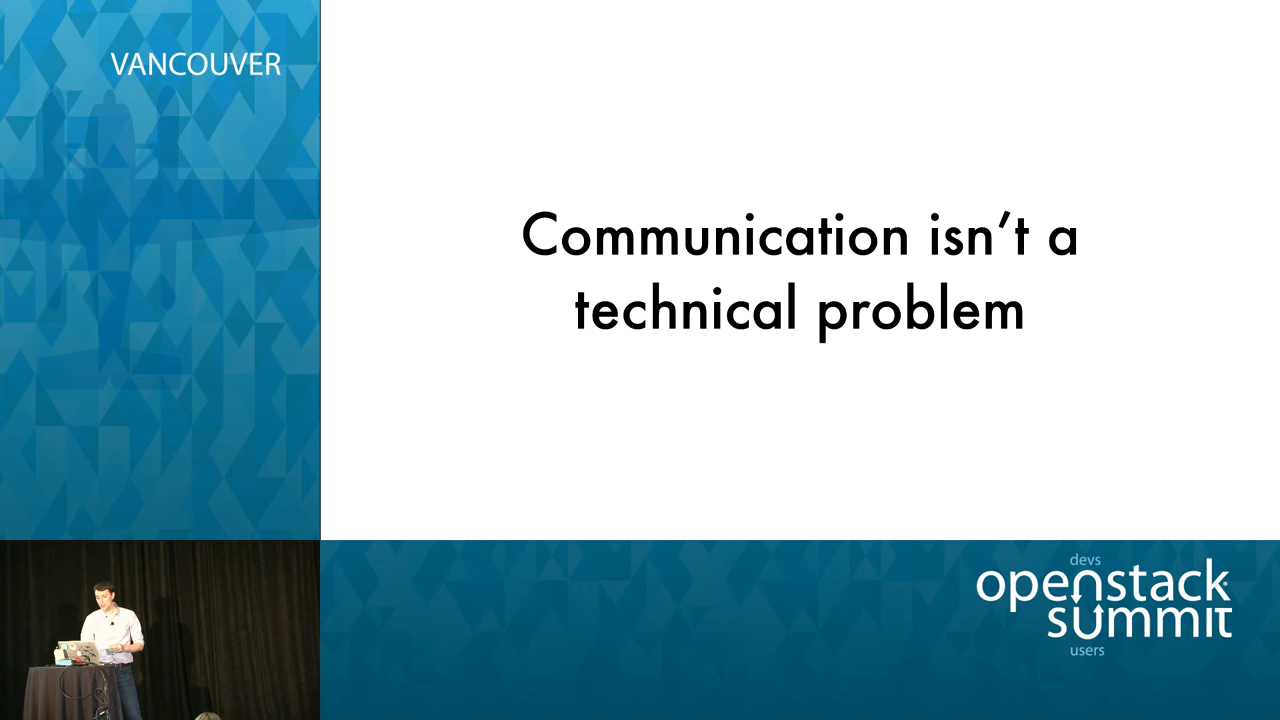 VANCOUVER
Communication isn’t a
technical problem
devs
openstack
summit
users